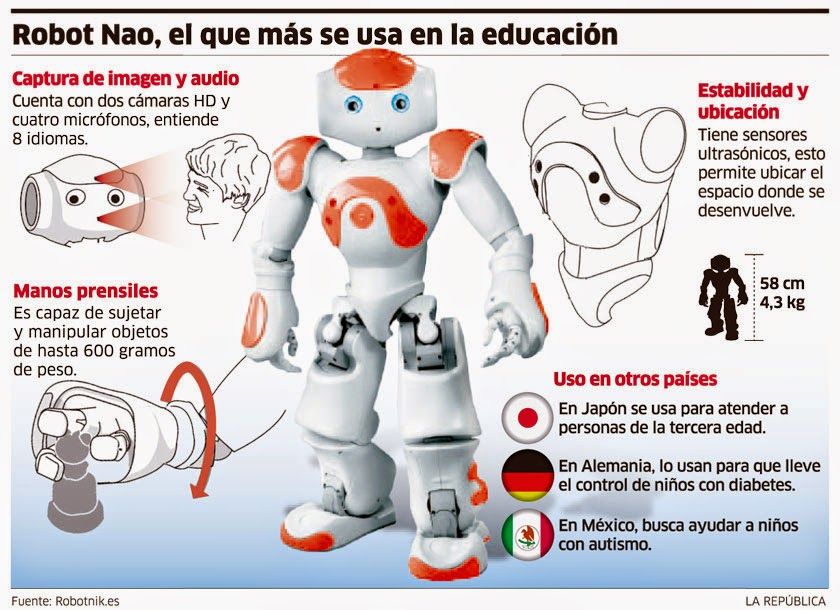 Robot Nao, el que más se usa en la educación
Captura de imagen y audio
Cuenta con dos cámaras HD y
cuatro micrófonos, entiende
8 idiomas.
Estabilidad y
ubicación
Tiene sensores
ultrasónicos, esto
permite ubicar el
espacio donde se
desenvuelve.
58 cm
4,3 kg
Manos prensiles
Es capaz de sujetar
y manipular objetos
de hasta 600 gramos
de peso.
Uso en otros países
En Japón se usa para atender a
personas de la tercera edad.
En Alemania, lo usan para que lleve
el control de niños con diabetes.
En México, busca ayudar a niños
con autismo.
Fuente: Robotnik.es
LA REPÚBLICA